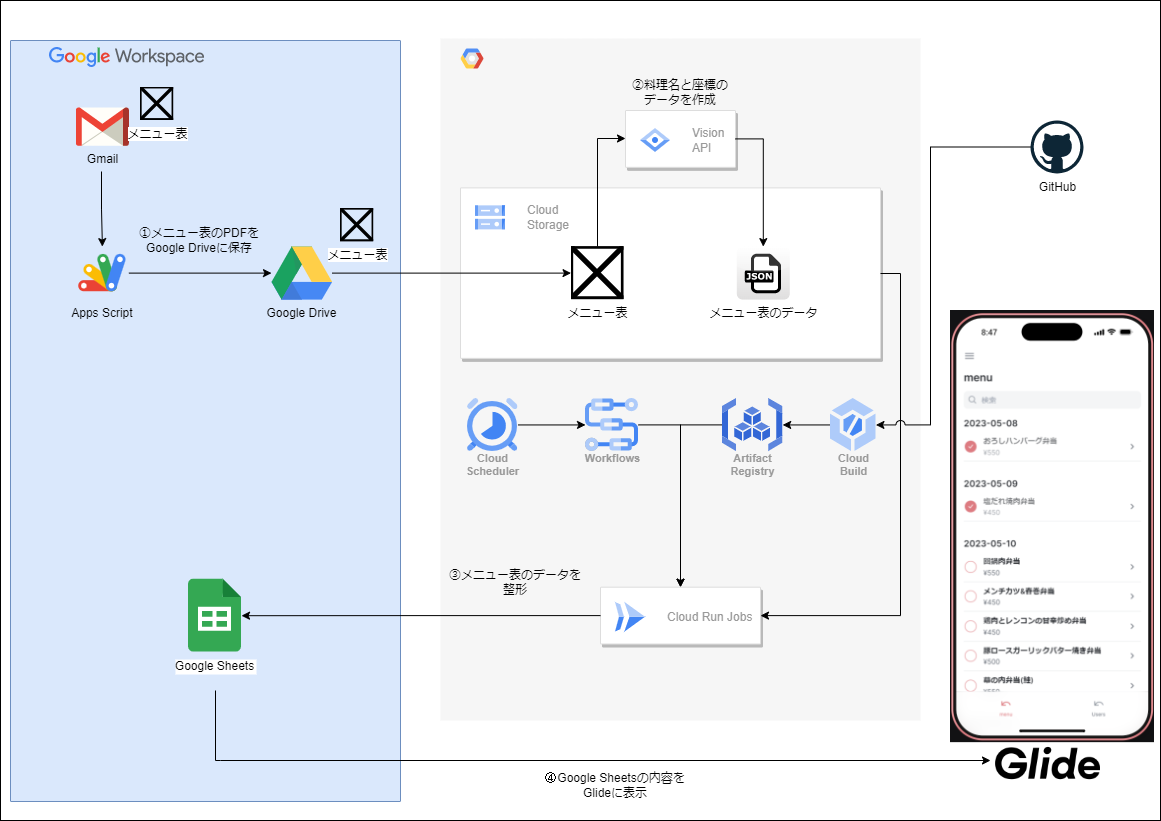 Google Workspace
メニュー表
Gmail
①メニュー表のPDFを
Google Driveに保存
メニュー表
Apps Script
Google Drive
②料理名と座標の
データを作成
Vision
API
Cloud
Storage
JSON
メニュー表
メニュー表のデータ
GitHub
Cloud
Scheduler
Workflows
Artifact
Registry
Cloud
Build
③メニュー表のデータを
整形
Cloud Run Jobs
Google Sheets
8:47
menu
検索
2023-05-08
おろしハンバーグ弁当
¥550
2023-05-09
塩だれ焼肉弁当
¥450
2023-05-10
回鍋肉弁当
¥550
メンチカツ&春巻弁当
¥450
鶏肉とレンコンの甘辛炒め弁当
¥450
豚ロースガーリックバター焼き弁当
¥500
幕の内弁当(鮭)
¥550
menu
Users
Glide
④Google Sheetsの内容を
Glideに表示